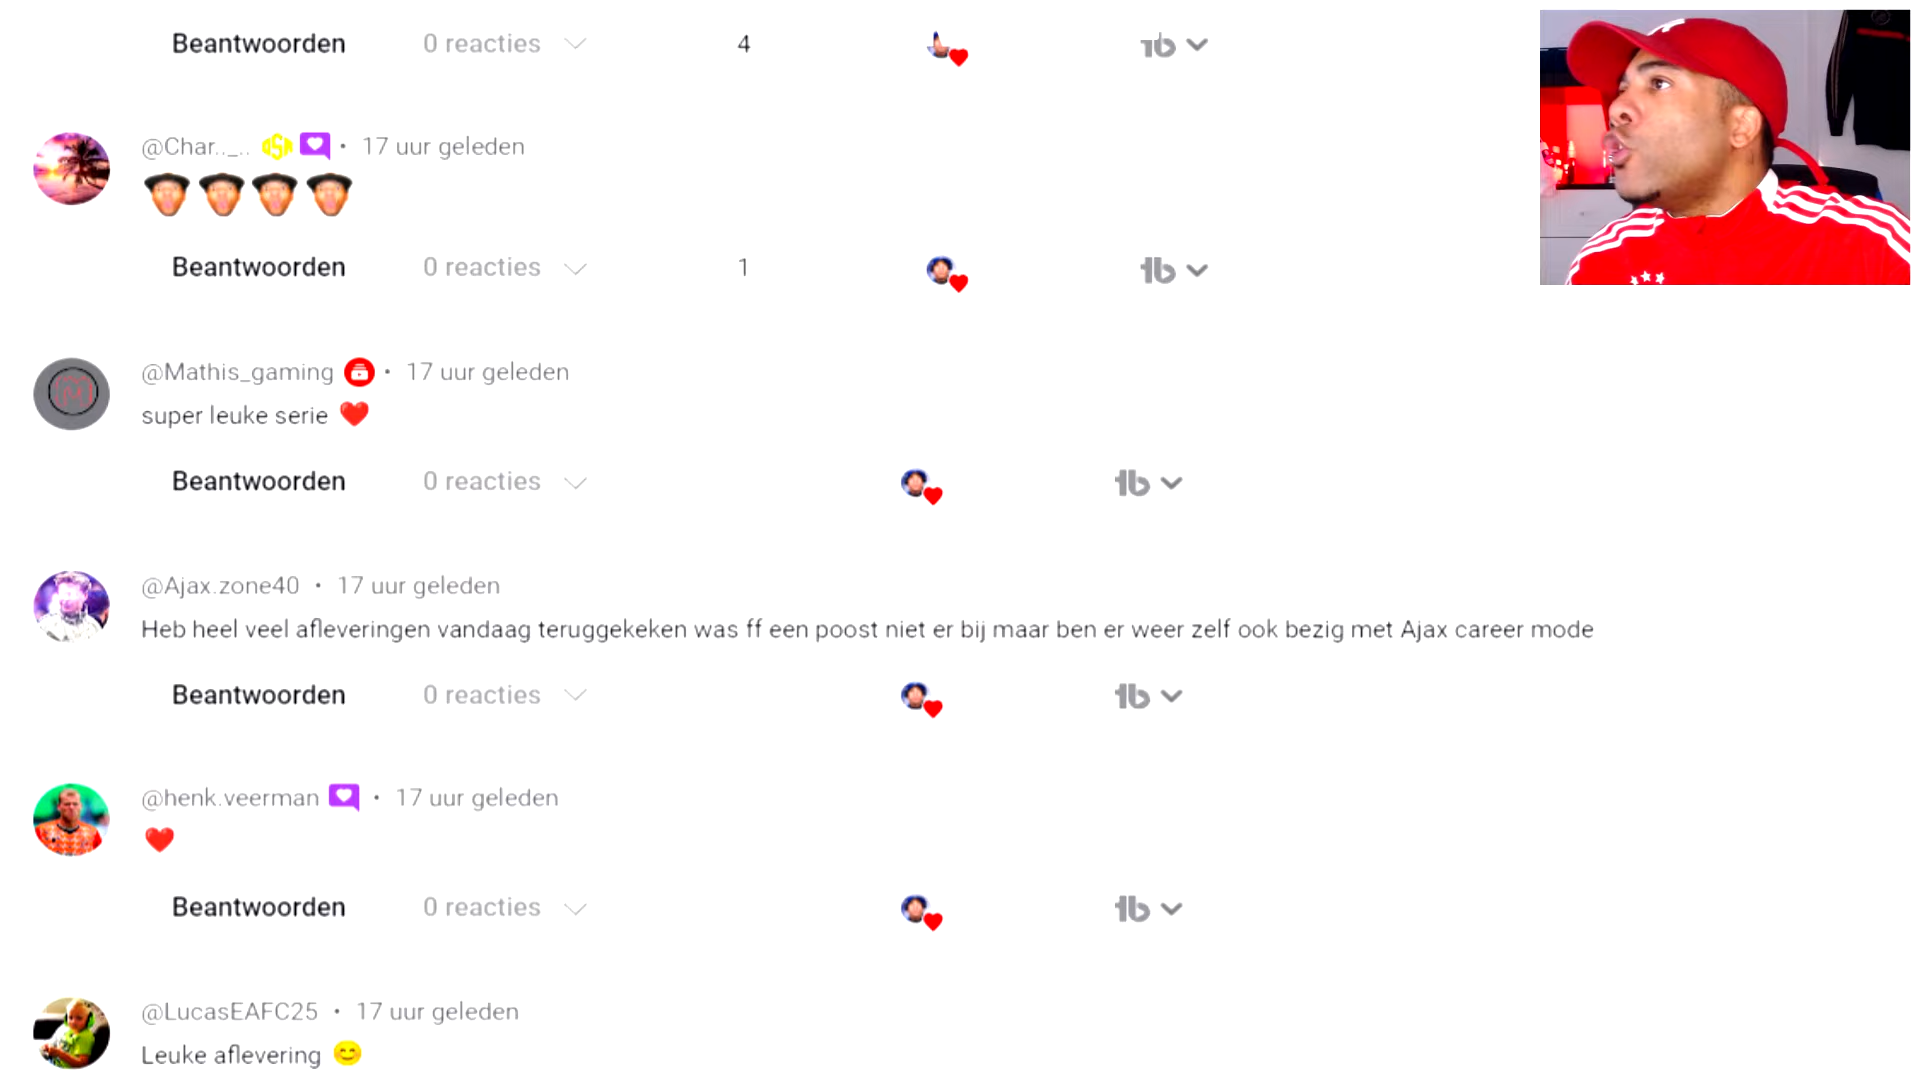 Beantwoorden 0 reacties 4
@Char.._.. • 17 uur geleden
Beantwoorden 0 reacties 1
@Mathis_gaming • 17 uur geleden
super leuke serie ❤️
Beantwoorden 0 reacties
@Ajax.zone40 • 17 uur geleden
Heb heel veel afleveringen vandaag teruggekeken was ff een poost niet er bij maar ben er weer zelf ook bezig met Ajax career mode
Beantwoorden 0 reacties
@henk.veerman • 17 uur geleden
❤️
Beantwoorden 0 reacties
@LucasEAFC25 • 17 uur geleden
Leuke aflevering 😊